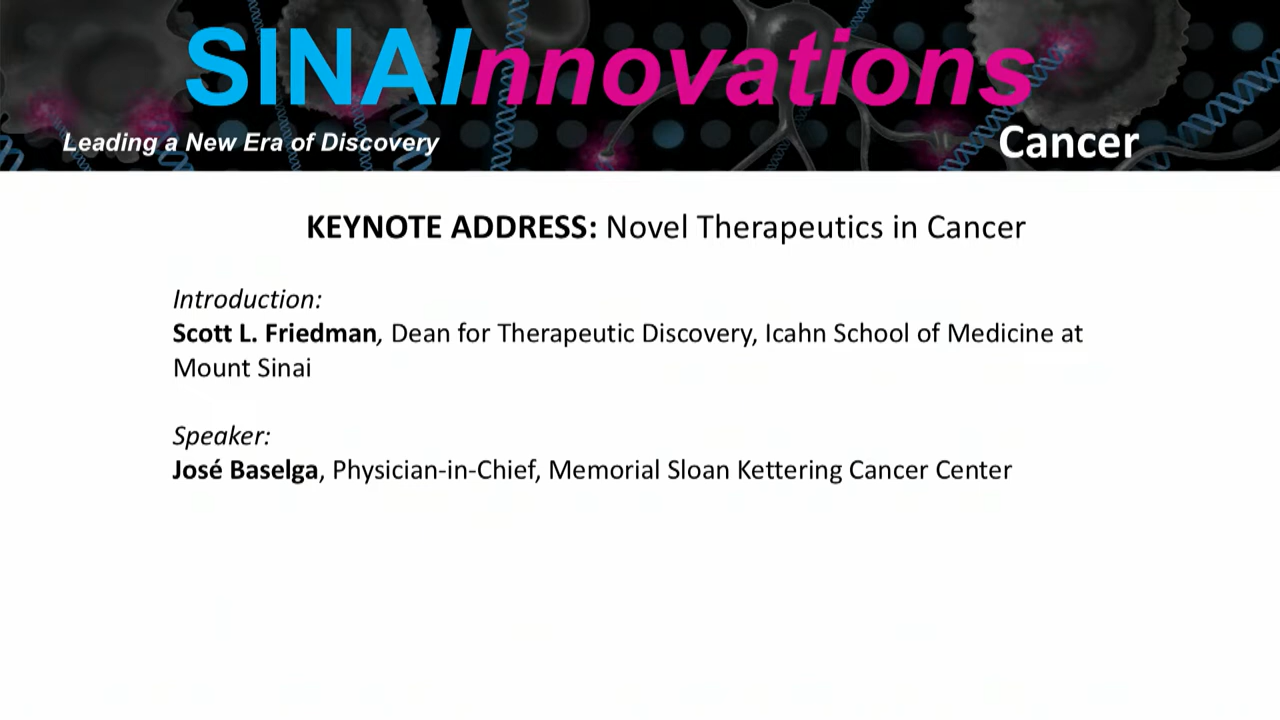 SINAInnovations
Leading a New Era of Discovery
Cancer
KEYNOTE ADDRESS: Novel Therapeutics in Cancer
Introduction:
Scott L. Friedman, Dean for Therapeutic Discovery, Icahn School of Medicine at
Mount Sinai
Speaker:
José Baselga, Physician-in-Chief, Memorial Sloan Kettering Cancer Center